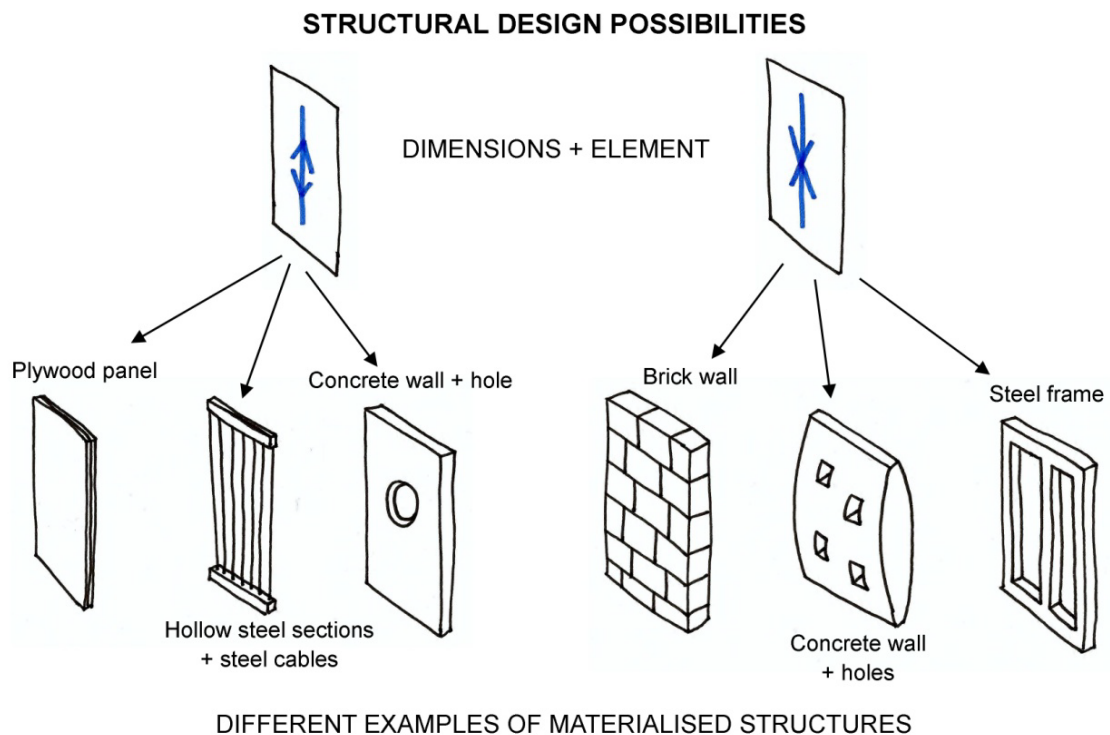 STRUCTURAL DESIGN POSSIBILITIES
DIMENSIONS + ELEMENT
Plywood panel
Hollow steel sections
+ steel cables
Concrete wall + hole
Brick wall
Concrete wall
+ holes
Steel frame
DIFFERENT EXAMPLES OF MATERIALISED STRUCTURES